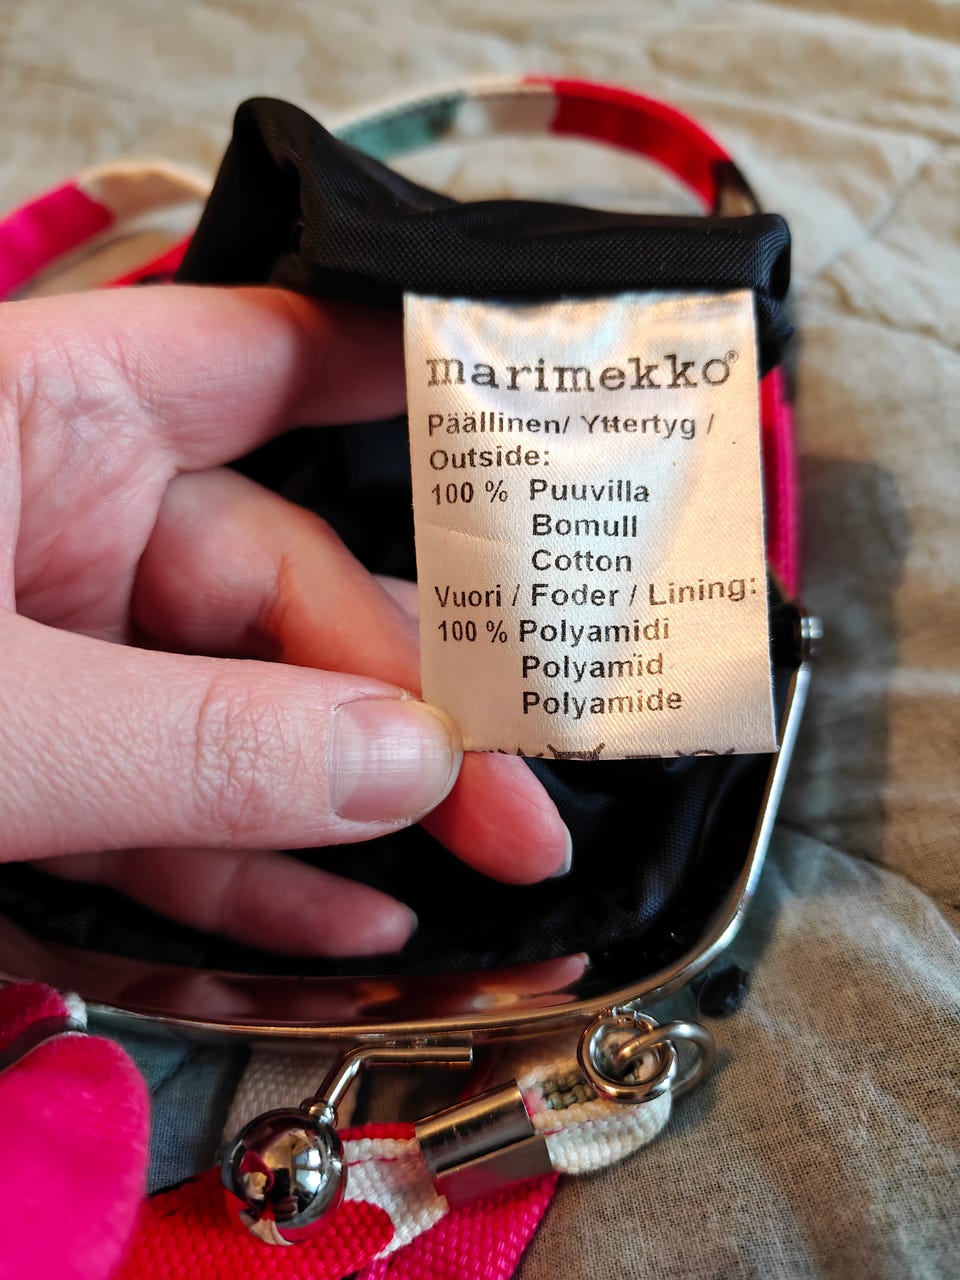 marimekko®
Päällinen/ Yttertyg /
Outside:
100 % Puuvilla
Bomull
Cotton
Vuori / Foder / Lining:
100 % Polyamidi
Polyamid
Polyamide